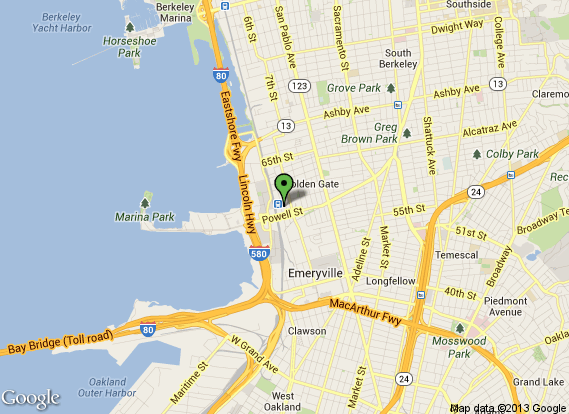 Berkeley
Marina
Berkeley
Yacht Harbor
Horseshoe Park
6th St
San Pablo Ave
Sacramento St
Southside
College Ave
Dwight Way
South
Berkeley
80
7th St
123
Grove Park
Ashby Ave
Ashby Ave
Claremo
Eastshore Fwy
13
13
Greg
Brown Park
Shattuck Ave
Alcatraz Ave
65th St
Colby Park
Lincoln Hwy
olden Gate
24
Rec
Marina Park
Powell St
55th St
Broadway Te
51st St
580
Adeline St
Market St
Temescal
Broadway
Emeryville
Longfellow
40th St
MacArthur Fwy
Piedmont
Avenue
Bay Bridge (Toll road)
80
Clawson
Mosswood
Park
W Grand Ave
Oakla
Maritime St
Oakland
Outer Harbor
Market St
24
Grand Lake
West
Oakland
Google
Map data ©2013 Google